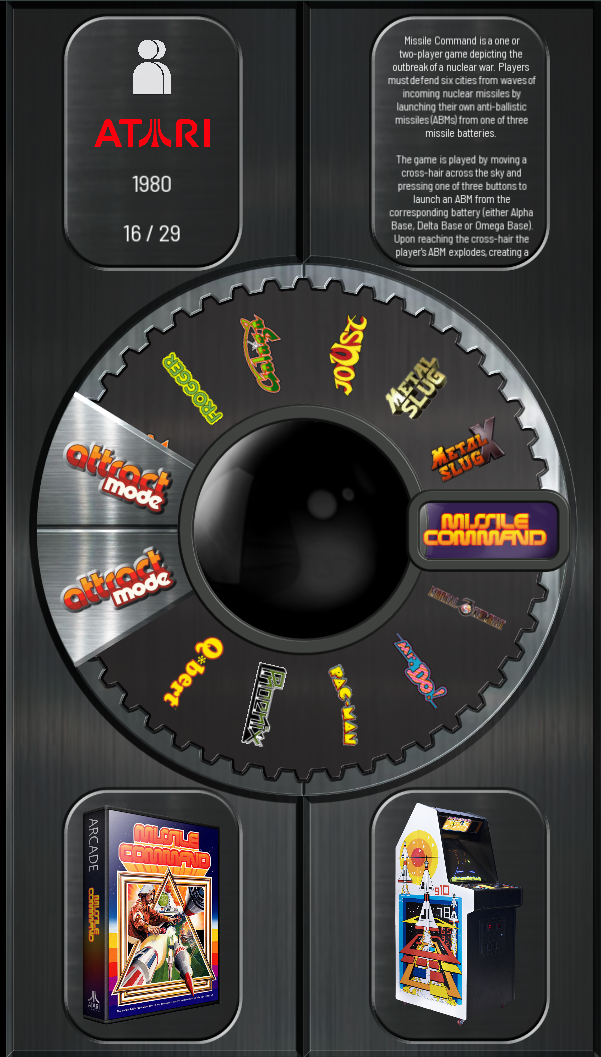 ATARI
1980
16 / 29
Missile Command is a one or
two-player game depicting the
outbreak of a nuclear war. Players
must defend six cities from waves of
incoming nuclear missiles by
launching their own anti-ballistic
missiles (ABMs) from one of three
missile batteries.
The game is played by moving a
cross-hair across the sky and
pressing one of three buttons to
launch an ABM from the
corresponding battery (either Alpha
Base, Delta Base or Omega Base).
Upon reaching the cross-hair the
player's ABM explodes, creating a
FROGGER
JOUST
METAL
SLUG
METAL
SLUG X
attract
mode
MISSILE
COMMAND
attract
mode
MR. DO!
Q*bert
Phoenix
PAC-MAN
ARCADE
MISSILE
COMMAND
ATARI
MISSILE
COMMAND